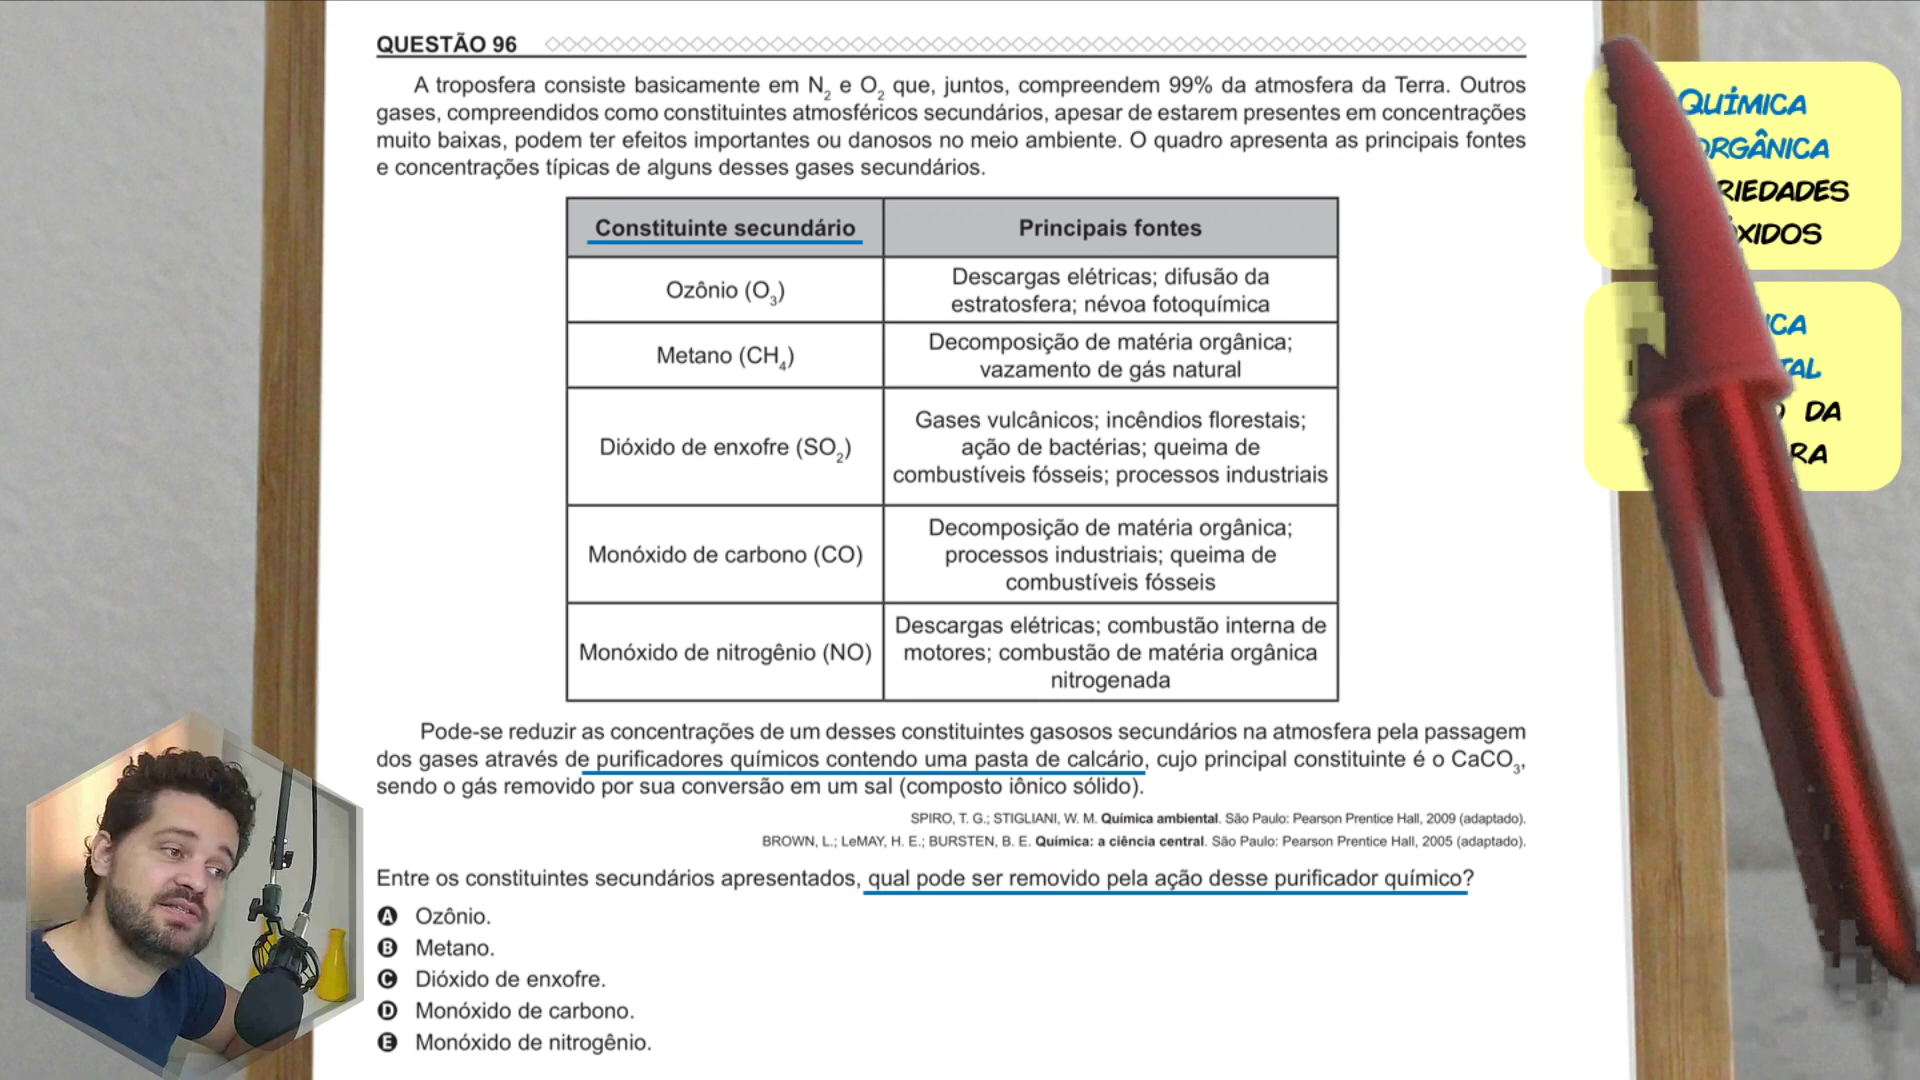 QUESTÃO 96
A troposfera consiste basicamente em N₂ e O₂ que, juntos, compreendem 99% da atmosfera da Terra. Outros
gases, compreendidos como constituintes atmosféricos secundários, apesar de estarem presentes em concentrações
muito baixas, podem ter efeitos importantes ou danosos no meio ambiente. O quadro apresenta as principais fontes
e concentrações típicas de alguns desses gases secundários.
Constituinte secundário
Principais fontes
Ozônio (O₃)
Descargas elétricas; difusão da
estratosfera; névoa fotoquímica
Metano (CH₄)
Decomposição de matéria orgânica;
vazamento de gás natural
Dióxido de enxofre (SO₂)
Gases vulcânicos; incêndios florestais;
ação de bactérias; queima de
combustíveis fósseis; processos industriais
Monóxido de carbono (CO)
Decomposição de matéria orgânica;
processos industriais; queima de
combustíveis fósseis
Monóxido de nitrogênio (NO)
Descargas elétricas; combustão interna de
motores; combustão de matéria orgânica
nitrogenada
Pode-se reduzir as concentrações de um desses constituintes gasosos secundários na atmosfera pela passagem
dos gases através de purificadores químicos contendo uma pasta de calcário, cujo principal constituinte é o CaCO₃,
sendo o gás removido por sua conversão em um sal (composto iônico sólido).
SPIRO, T. G.; STIGLIANI, W. M. Química ambiental. São Paulo: Pearson Prentice Hall, 2009 (adaptado).
BROWN, L.; LeMAY, H. E.; BURSTEN, B. E. Química: a ciência central. São Paulo: Pearson Prentice Hall, 2005 (adaptado).
Entre os constituintes secundários apresentados, qual pode ser removido pela ação desse purificador químico?
A Ozônio.
B Metano.
C Dióxido de enxofre.
D Monóxido de carbono.
E Monóxido de nitrogênio.
QUÍMICA
DA